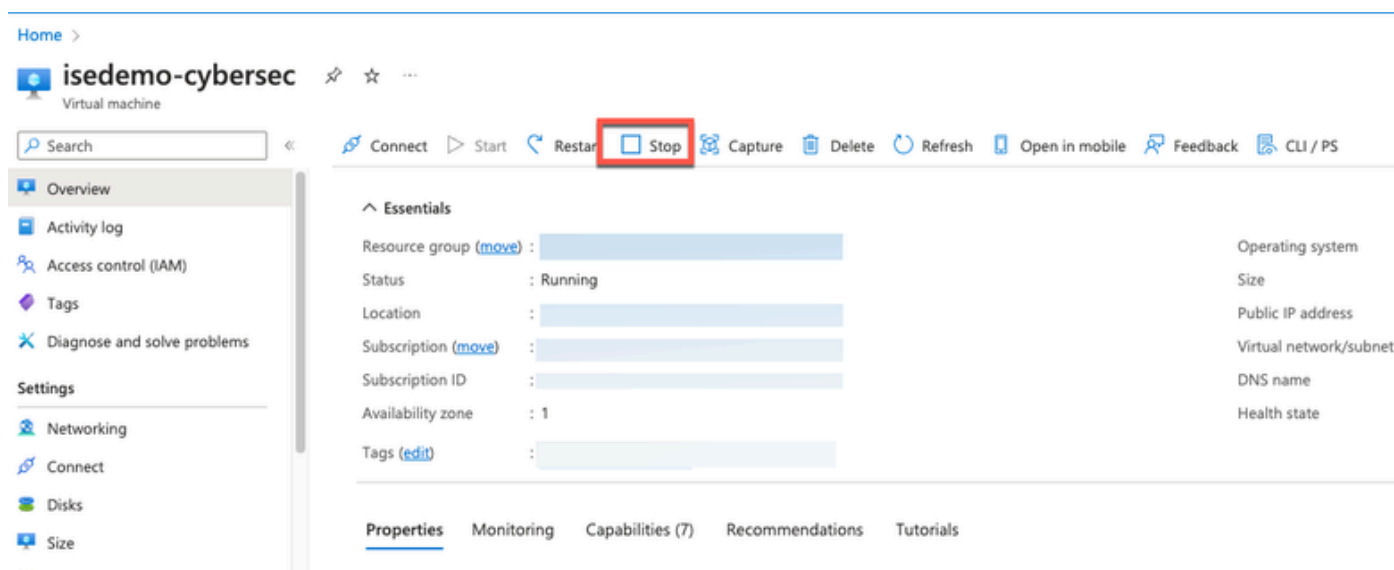 Home >
isedemo-cybersec
Virtual machine
Search
Connect Start Restar Stop Capture Delete Refresh Open in mobile Feedback CLI / PS
Overview
Activity log
Access control (IAM)
Tags
Diagnose and solve problems
Settings
Networking
Connect
Disks
Size
Essentials
Resource group (move) :
Status : Running
Location :
Subscription (move) :
Subscription ID :
Availability zone : 1
Tags (edit) :
Operating system
Size
Public IP address
Virtual network/subnet
DNS name
Health state
Properties Monitoring Capabilities (7) Recommendations Tutorials